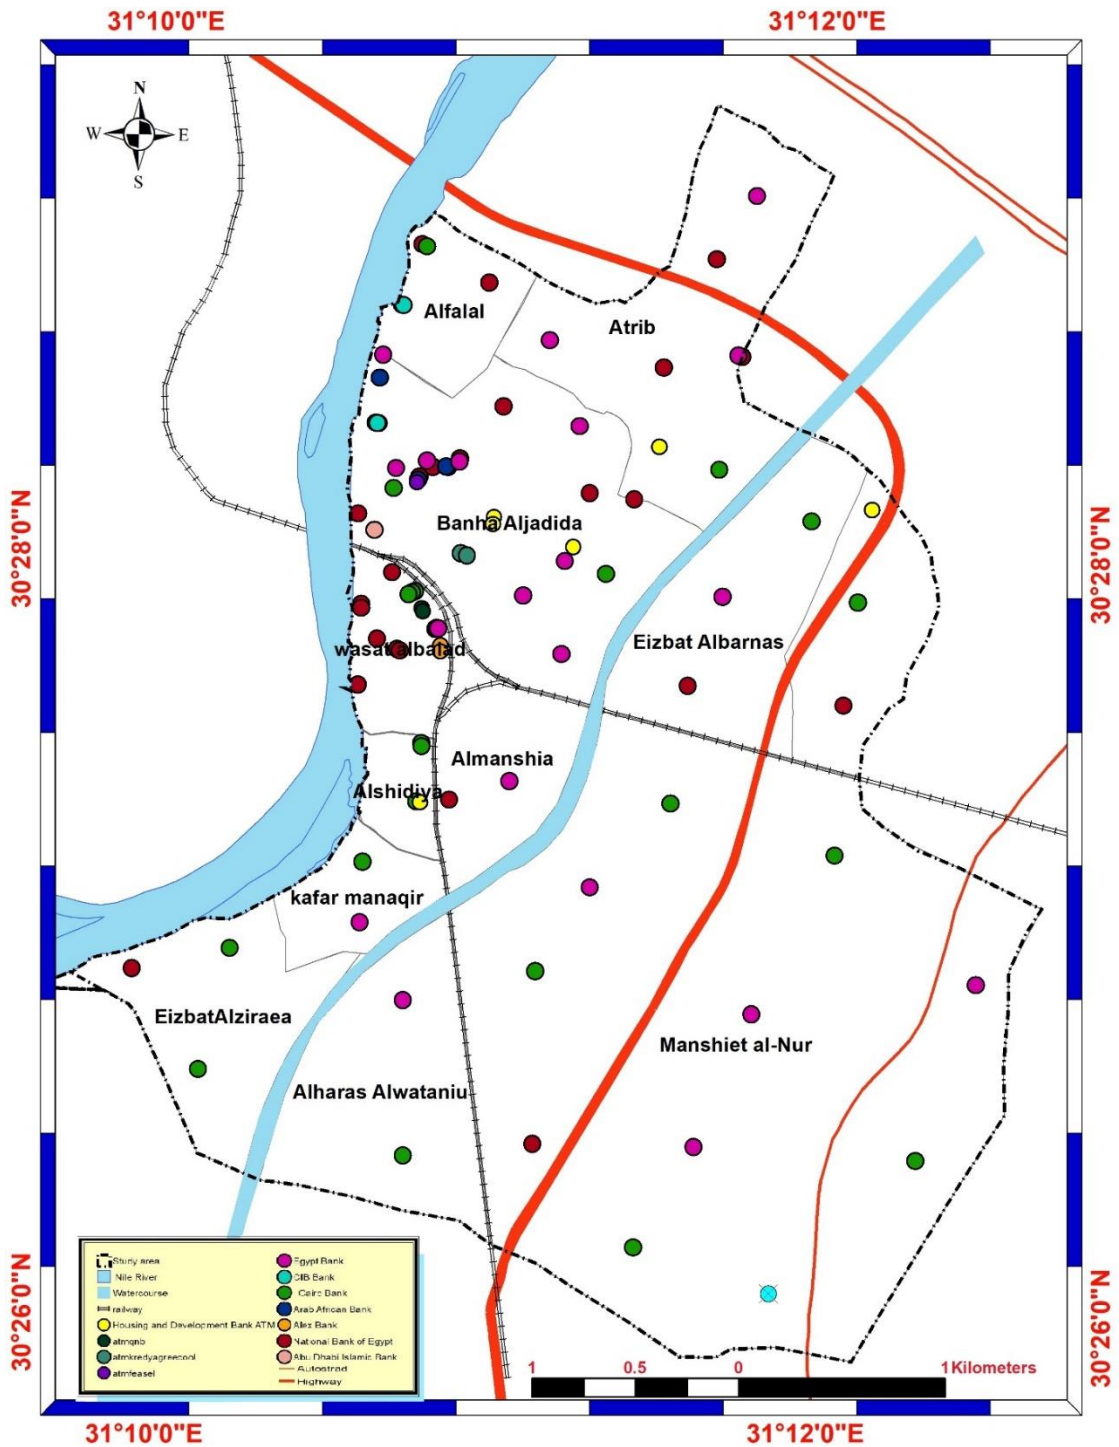 31°10'0"E
31°12'0"E
N
W
E
S
Alfalal
Atrib
30°28'0"N
30°28'0"N
Banha Aljadida
wasat albalad
Eizbat Albarnas
Almanshia
Alshidiya
kafar manaqir
EizbatAlziraea
Manshiet al-Nur
Alharas Alwataniu
30°26'0"N
30°26'0"N
Study area
Nile River
Watercourse
railway
Housing and Development Bank ATM
atmqnb
atmkredyagreecool
atmfeasel
Egypt Bank
CIB Bank
Cairo Bank
Arab African Bank
Alex Bank
National Bank of Egypt
Abu Dhabi Islamic Bank
Autostrad
Highway
1
0.5
0
1 Kilometers
31°10'0"E
31°12'0"E